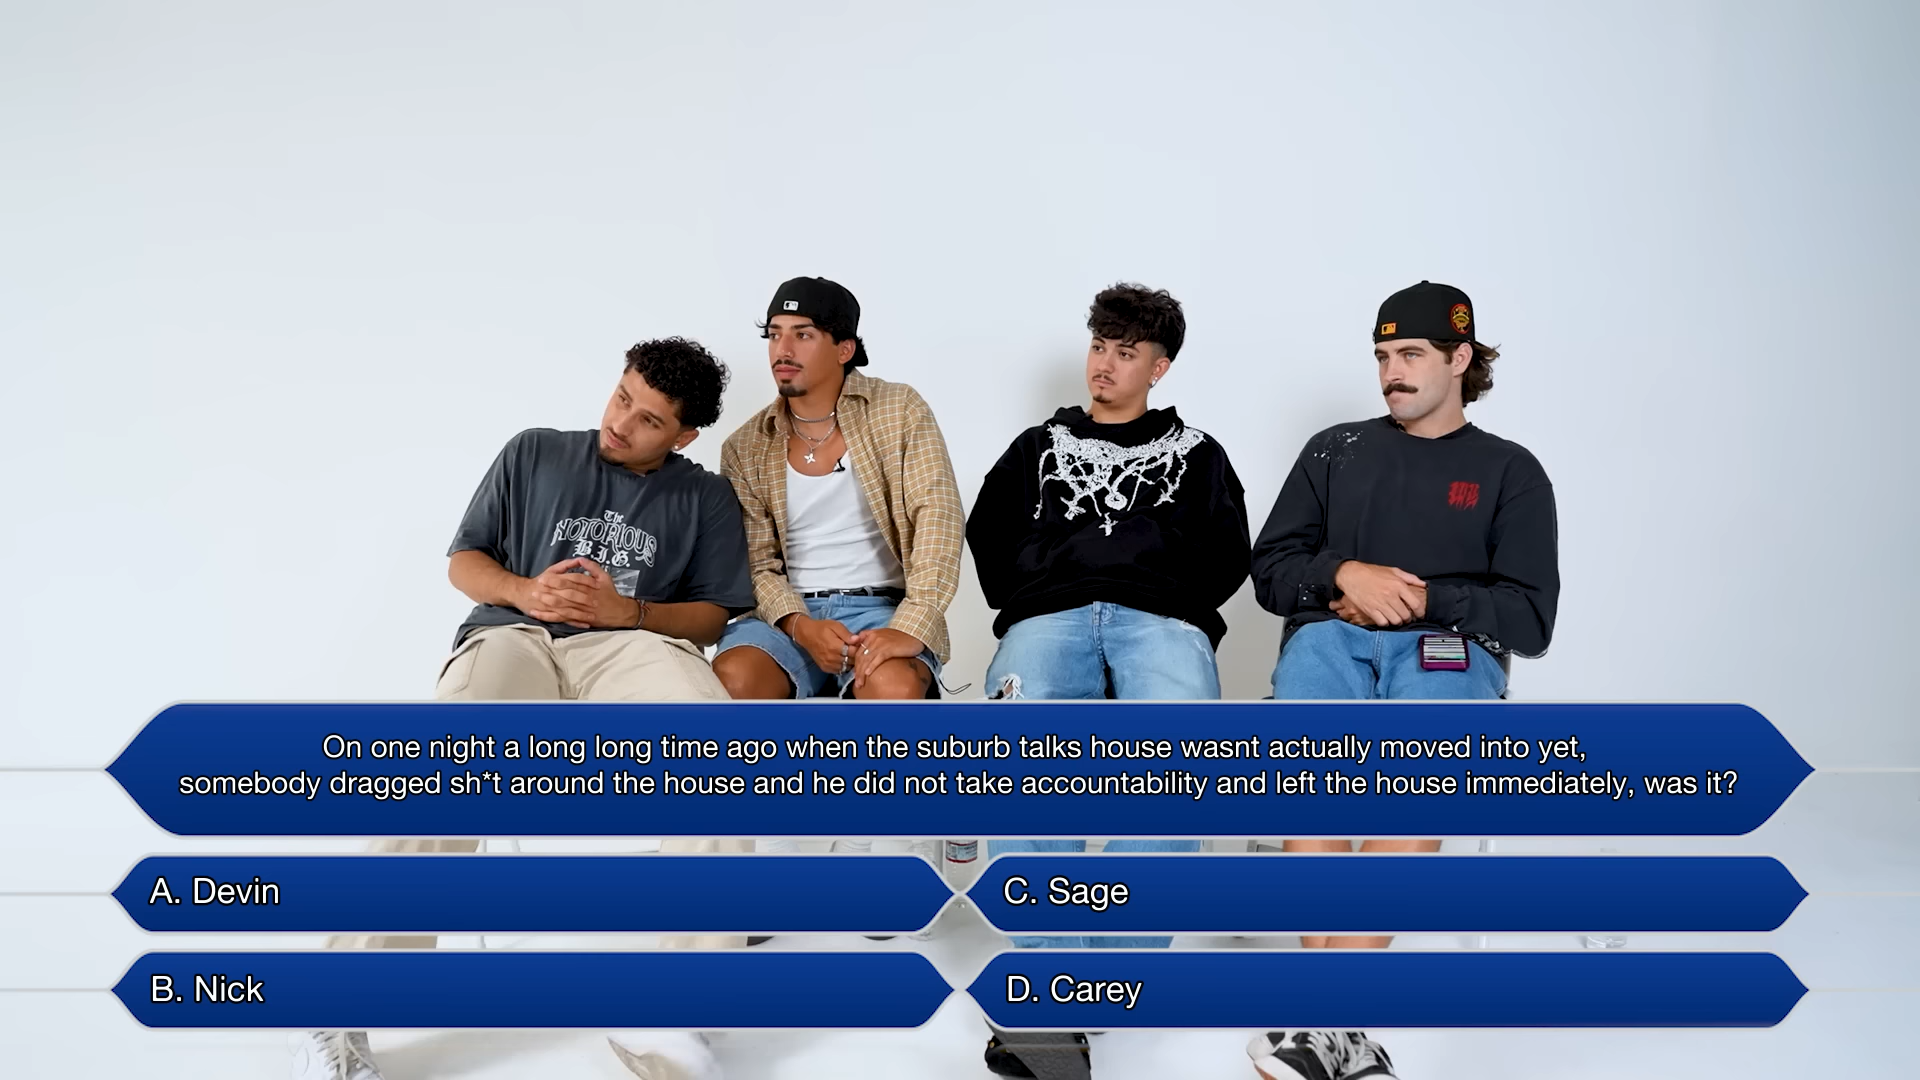 The
NOTORIOUS
B.I.G.
On one night a long long time ago when the suburb talks house wasnt actually moved into yet,
somebody dragged sh*t around the house and he did not take accountability and left the house immediately, was it?
A. Devin
C. Sage
B. Nick
D. Carey